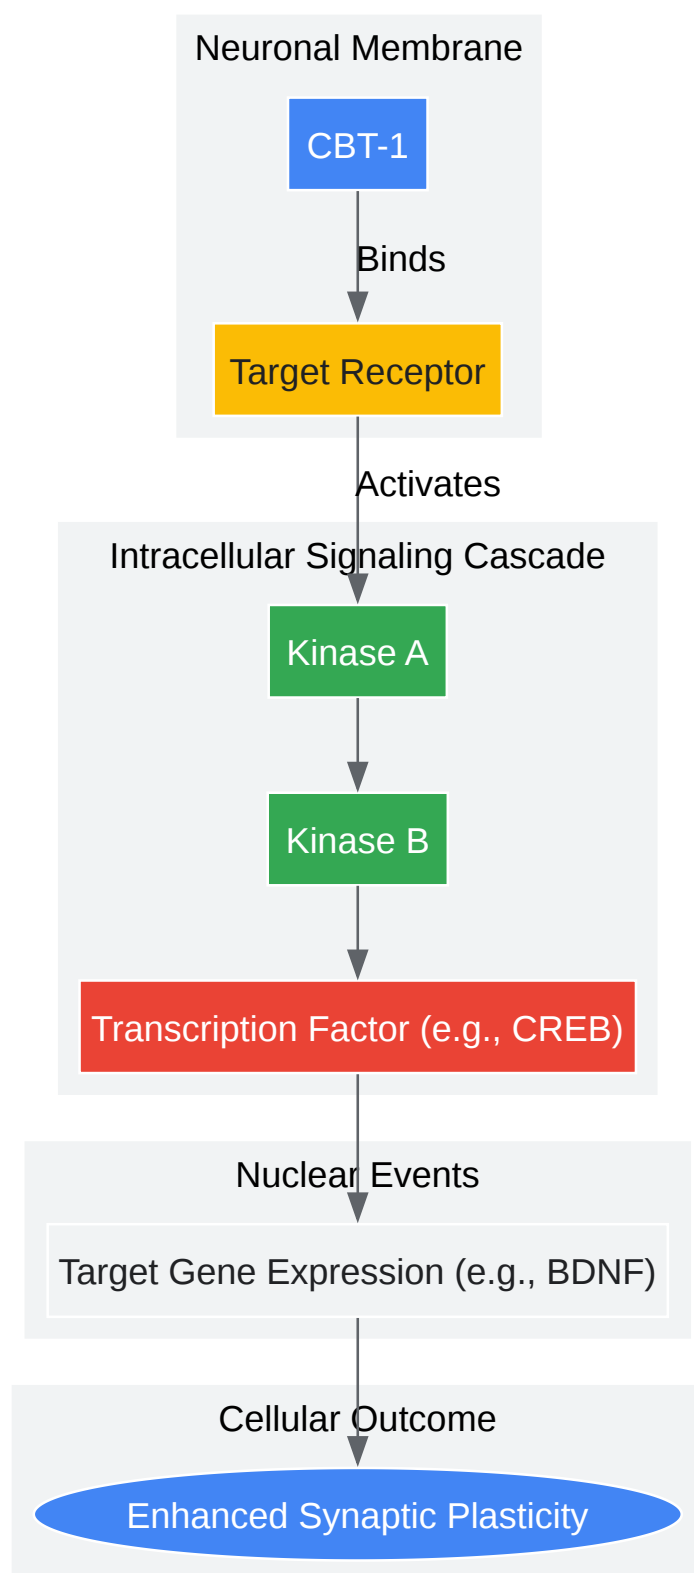 Neuronal Membrane
CBT-1
Binds
Target Receptor
Activates
Intracellular Signaling Cascade
Kinase A
Kinase B
Transcription Factor (e.g., CREB)
Nuclear Events
Target Gene Expression (e.g., BDNF)
Cellular Outcome
Enhanced Synaptic Plasticity